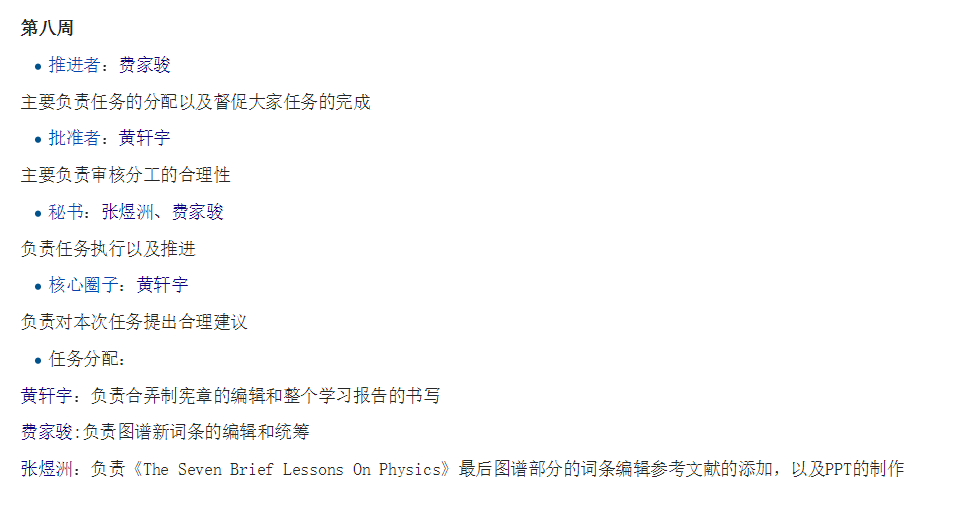 第八周
推进者：费家骏
主要负责任务的分配以及督促大家任务的完成
批准者：黄轩宇
主要负责审核分工的合理性
秘书：张煜洲、费家骏
负责任务执行以及推进
核心圈子：黄轩宇
负责对本次任务提出合理建议
任务分配：
黄轩宇：负责合弄制宪章的编辑和整个学习报告的书写
费家骏:负责图谱新词条的编辑和统筹
张煜洲：负责《The Seven Brief Lessons On Physics》最后图谱部分的词条编辑参考文献的添加，以及PPT的制作